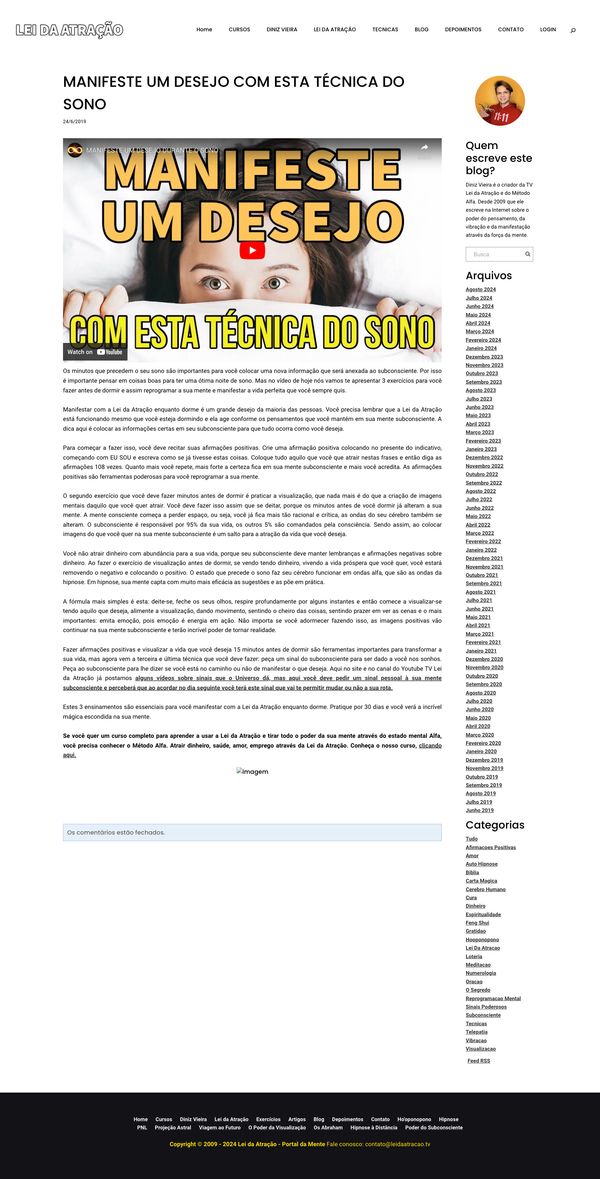 LEI DA ATRAÇÃO
Home CURSOS DINIZ VIEIRA LEI DA ATRAÇÃO TECNICAS BLOG DEPOIMENTOS CONTATO LOGIN
MANIFESTE UM DESEJO COM ESTA TÉCNICA DO
SONO
24/6/2019
MANIFESTE UM DESEJO DURANTE O SONO
MANIFESTE
UM DESEJO
COM ESTA TÉCNICA DO SONO
Watch on YouTube
Os minutos que precedem o seu sono são importantes para você colocar uma nova informação que será anexada ao subconsciente. Por isso
é importante pensar em coisas boas para ter uma ótima noite de sono. Mas no vídeo de hoje nós vamos te apresentar 3 exercícios para você
fazer antes de dormir e assim reprogramar a sua mente e manifestar a vida perfeita que você sempre quis.
Manifestar com a Lei da Atração enquanto dorme é um grande desejo da maioria das pessoas. Você precisa lembrar que a Lei da Atração
está funcionando mesmo que você esteja dormindo e ela age conforme os pensamentos que você mantém em sua mente subconsciente. A
dica aqui é colocar as informações certas em seu subconsciente para que tudo ocorra como você deseja.
Para começar a fazer isso, você deve recitar suas afirmações positivas. Crie uma afirmação positiva colocando no presente do indicativo,
começando com EU SOU e escreva como se já tivesse estas coisas. Coloque tudo aquilo que você que atrair nestas frases e então diga as
afirmações 108 vezes. Quanto mais você repete, mais forte a certeza fica em sua mente subconsciente e mais você acredita. As afirmações
positivas são ferramentas poderosas para você reprogramar a sua mente.
O segundo exercício que você deve fazer minutos antes de dormir é praticar a visualização, que nada mais é do que a criação de imagens
mentais daquilo que você quer atrair. Você deve fazer isso assim que se deitar, porque os minutos antes de você dormir já alteram a sua
mente. A mente consciente começa a perder espaço, ou seja, você já fica mais tão racional e crítica, as ondas do seu cérebro também se
alteram. O subconsciente é responsável por 95% da sua vida, os outros 5% são comandados pela consciência. Sendo assim, ao colocar
imagens do que você quer na sua mente subconsciente é um salto para a atração da vida que você deseja.
Você não atrair dinheiro com abundância para a sua vida, porque seu subconsciente deve manter lembranças e afirmações negativas sobre
dinheiro. Ao fazer o exercício de visualização antes de dormir, se vendo tendo dinheiro, vivendo a vida próspera que você quer, você estará
removendo o negativo e colocando o positivo. O estado que precede o sono faz seu cérebro funcionar em ondas alfa, que são as ondas da
hipnose. Em hipnose, sua mente capta com muito mais eficácia as sugestões e as põe em prática.
A fórmula mais simples é esta: deite-se, feche os seus olhos, respire profundamente por alguns instantes e então comece a visualizar-se
tendo aquilo que deseja, alimente a visualização, dando movimento, sentindo o cheiro das coisas, sentindo prazer em ver as cenas e o mais
importantes: emita emoção, pois emoção é energia em ação. Não importa se você adormecer fazendo isso, as imagens positivas vão
continuar na sua mente subconsciente e terão incrível poder de tornar realidade.
Fazer afirmações positivas e visualizar a vida que você deseja 15 minutos antes de dormir são ferramentas importantes para transformar a
sua vida, mas agora vem a terceira e última técnica que você deve fazer: peça um sinal do subconsciente para ser dado a você nos sonhos.
Peça ao subconsciente para lhe dizer se você está no caminho ou não de manifestar o que deseja. Aqui no site e no canal do Youtube TV Lei
da Atração já postamos alguns vídeos sobre sinais que o Universo dá, mas aqui você deve pedir um sinal pessoal à sua mente
subconsciente e perceberá que ao acordar no dia seguinte você terá este sinal que vai te permitir mudar ou não a sua rota.
Estes 3 ensinamentos são essenciais para você manifestar com a Lei da Atração enquanto dorme. Pratique por 30 dias e você verá a incrível
mágica escondida na sua mente.
Se você quer um curso completo para aprender a usar a Lei da Atração e tirar todo o poder da sua mente através do estado mental Alfa,
você precisa conhecer o Método Alfa. Atrair dinheiro, saúde, amor, emprego através da Lei da Atração. Conheça o nosso curso, clicando
aqui.
Imagem
Os comentários estão fechados.
11:11
Quem
escreve este
blog?
Diniz Vieira é o criador da TV
Lei da Atração e do Método
Alfa. Desde 2009 que ele
escreve na Internet sobre o
poder do pensamento, da
vibração e da manifestação
através da força da mente.
Busca
Arquivos
Agosto 2024
Julho 2024
Junho 2024
Maio 2024
Abril 2024
Março 2024
Fevereiro 2024
Janeiro 2024
Dezembro 2023
Novembro 2023
Outubro 2023
Setembro 2023
Agosto 2023
Julho 2023
Junho 2023
Maio 2023
Abril 2023
Março 2023
Fevereiro 2023
Janeiro 2023
Dezembro 2022
Novembro 2022
Outubro 2022
Setembro 2022
Agosto 2022
Julho 2022
Junho 2022
Maio 2022
Abril 2022
Março 2022
Fevereiro 2022
Janeiro 2022
Dezembro 2021
Novembro 2021
Outubro 2021
Setembro 2021
Agosto 2021
Julho 2021
Junho 2021
Maio 2021
Abril 2021
Março 2021
Fevereiro 2021
Janeiro 2021
Dezembro 2020
Novembro 2020
Outubro 2020
Setembro 2020
Agosto 2020
Julho 2020
Junho 2020
Maio 2020
Abril 2020
Março 2020
Fevereiro 2020
Janeiro 2020
Dezembro 2019
Novembro 2019
Outubro 2019
Setembro 2019
Agosto 2019
Julho 2019
Junho 2019
Categorias
Tudo
Afirmacoes Positivas
Amor
Auto Hipnose
Bíblia
Carta Magica
Cerebro Humano
Cura
Dinheiro
Espiritualidade
Feng Shui
Gratidao
Hooponopono
Lei Da Atracao
Loteria
Meditacao
Numerologia
Oracao
O Segredo
Reprogramacao Mental
Sinais Poderosos
Subconsciente
Tecnicas
Telepatia
Vibracao
Visualizacao
Feed RSS
Home Cursos Diniz Vieira Lei da Atração Exercícios Artigos Blog Depoimentos Contato Ho'oponopono Hipnose
PNL Projeção Astral Viagem ao Futuro O Poder da Visualização Os Abraham Hipnose à Distância Poder do Subconsciente
Copyright © 2009 - 2024 Lei da Atração - Portal da Mente Fale conosco: contato@leidaatracao.tv